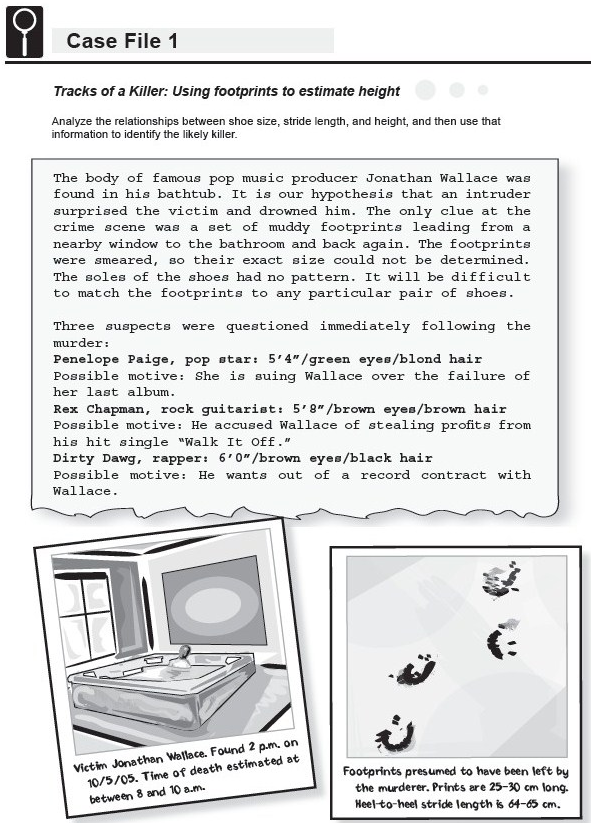 Case File 1
Tracks of a Killer: Using footprints to estimate height
Analyze the relationships between shoe size, stride length, and height, and then use that
information to identify the likely killer.
The body of famous pop music producer Jonathan Wallace was
found in his bathtub. It is our hypothesis that an intruder
surprised the victim and drowned him. The only clue at the
crime scene was a set of muddy footprints leading from a
nearby window to the bathroom and back again. The footprints
were smeared, so their exact size could not be determined.
The soles of the shoes had no pattern. It will be difficult
to match the footprints to any particular pair of shoes.
Three suspects were questioned immediately following the
murder:
Penelope Paige, pop star: 5’4”/green eyes/blond hair
Possible motive: She is suing Wallace over the failure of
her last album.
Rex Chapman, rock guitarist: 5’8”/brown eyes/brown hair
Possible motive: He accused Wallace of stealing profits from
his hit single “Walk It Off.”
Dirty Dawg, rapper: 6’0”/brown eyes/black hair
Possible motive: He wants out of a record contract with
Wallace.
Victim Jonathan Wallace. Found 2 p.m. on
10/5/05. Time of death estimated at
between 8 and 10 a.m.
Footprints presumed to have been left by
the murderer. Prints are 25-30 cm long.
Heel-to-heel stride length is 64-65 cm.